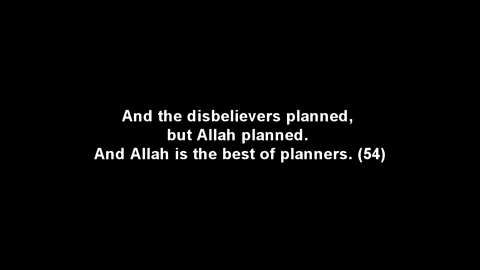 And the disbelievers planned,
but Allah planned.
And Allah is the best of planners. (54)